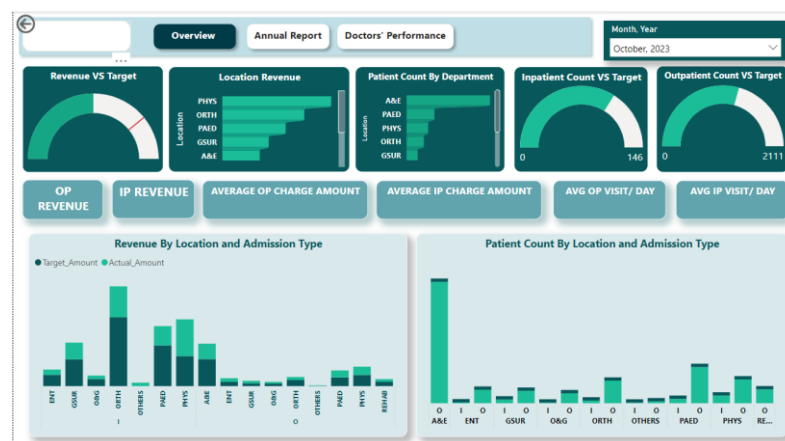 Overview
Annual Report
Doctors' Performance
Month, Year
October, 2023
Revenue VS Target
Location Revenue
Location
PHYS
ORTH
PAED
GSUR
A&E
Patient Count By Department
Location
A&E
PAED
PHYS
ORTH
GSUR
Inpatient Count VS Target
0
146
Outpatient Count VS Target
0
2111
OP
REVENUE
IP REVENUE
AVERAGE OP CHARGE AMOUNT
AVERAGE IP CHARGE AMOUNT
AVG OP VISIT/ DAY
AVG IP VISIT/ DAY
Revenue By Location and Admission Type
Target_Amount Actual_Amount
ENT GSUR O&G ORTH OTHERS PAED PHYS A&E ENT GSUR O&G ORTH OTHERS PAED PHYS REHAB
I O
Patient Count By Location and Admission Type
O I O I O I O I O I O I O I O O
A&E ENT GSUR O&G ORTH OTHERS PAED PHYS RE...